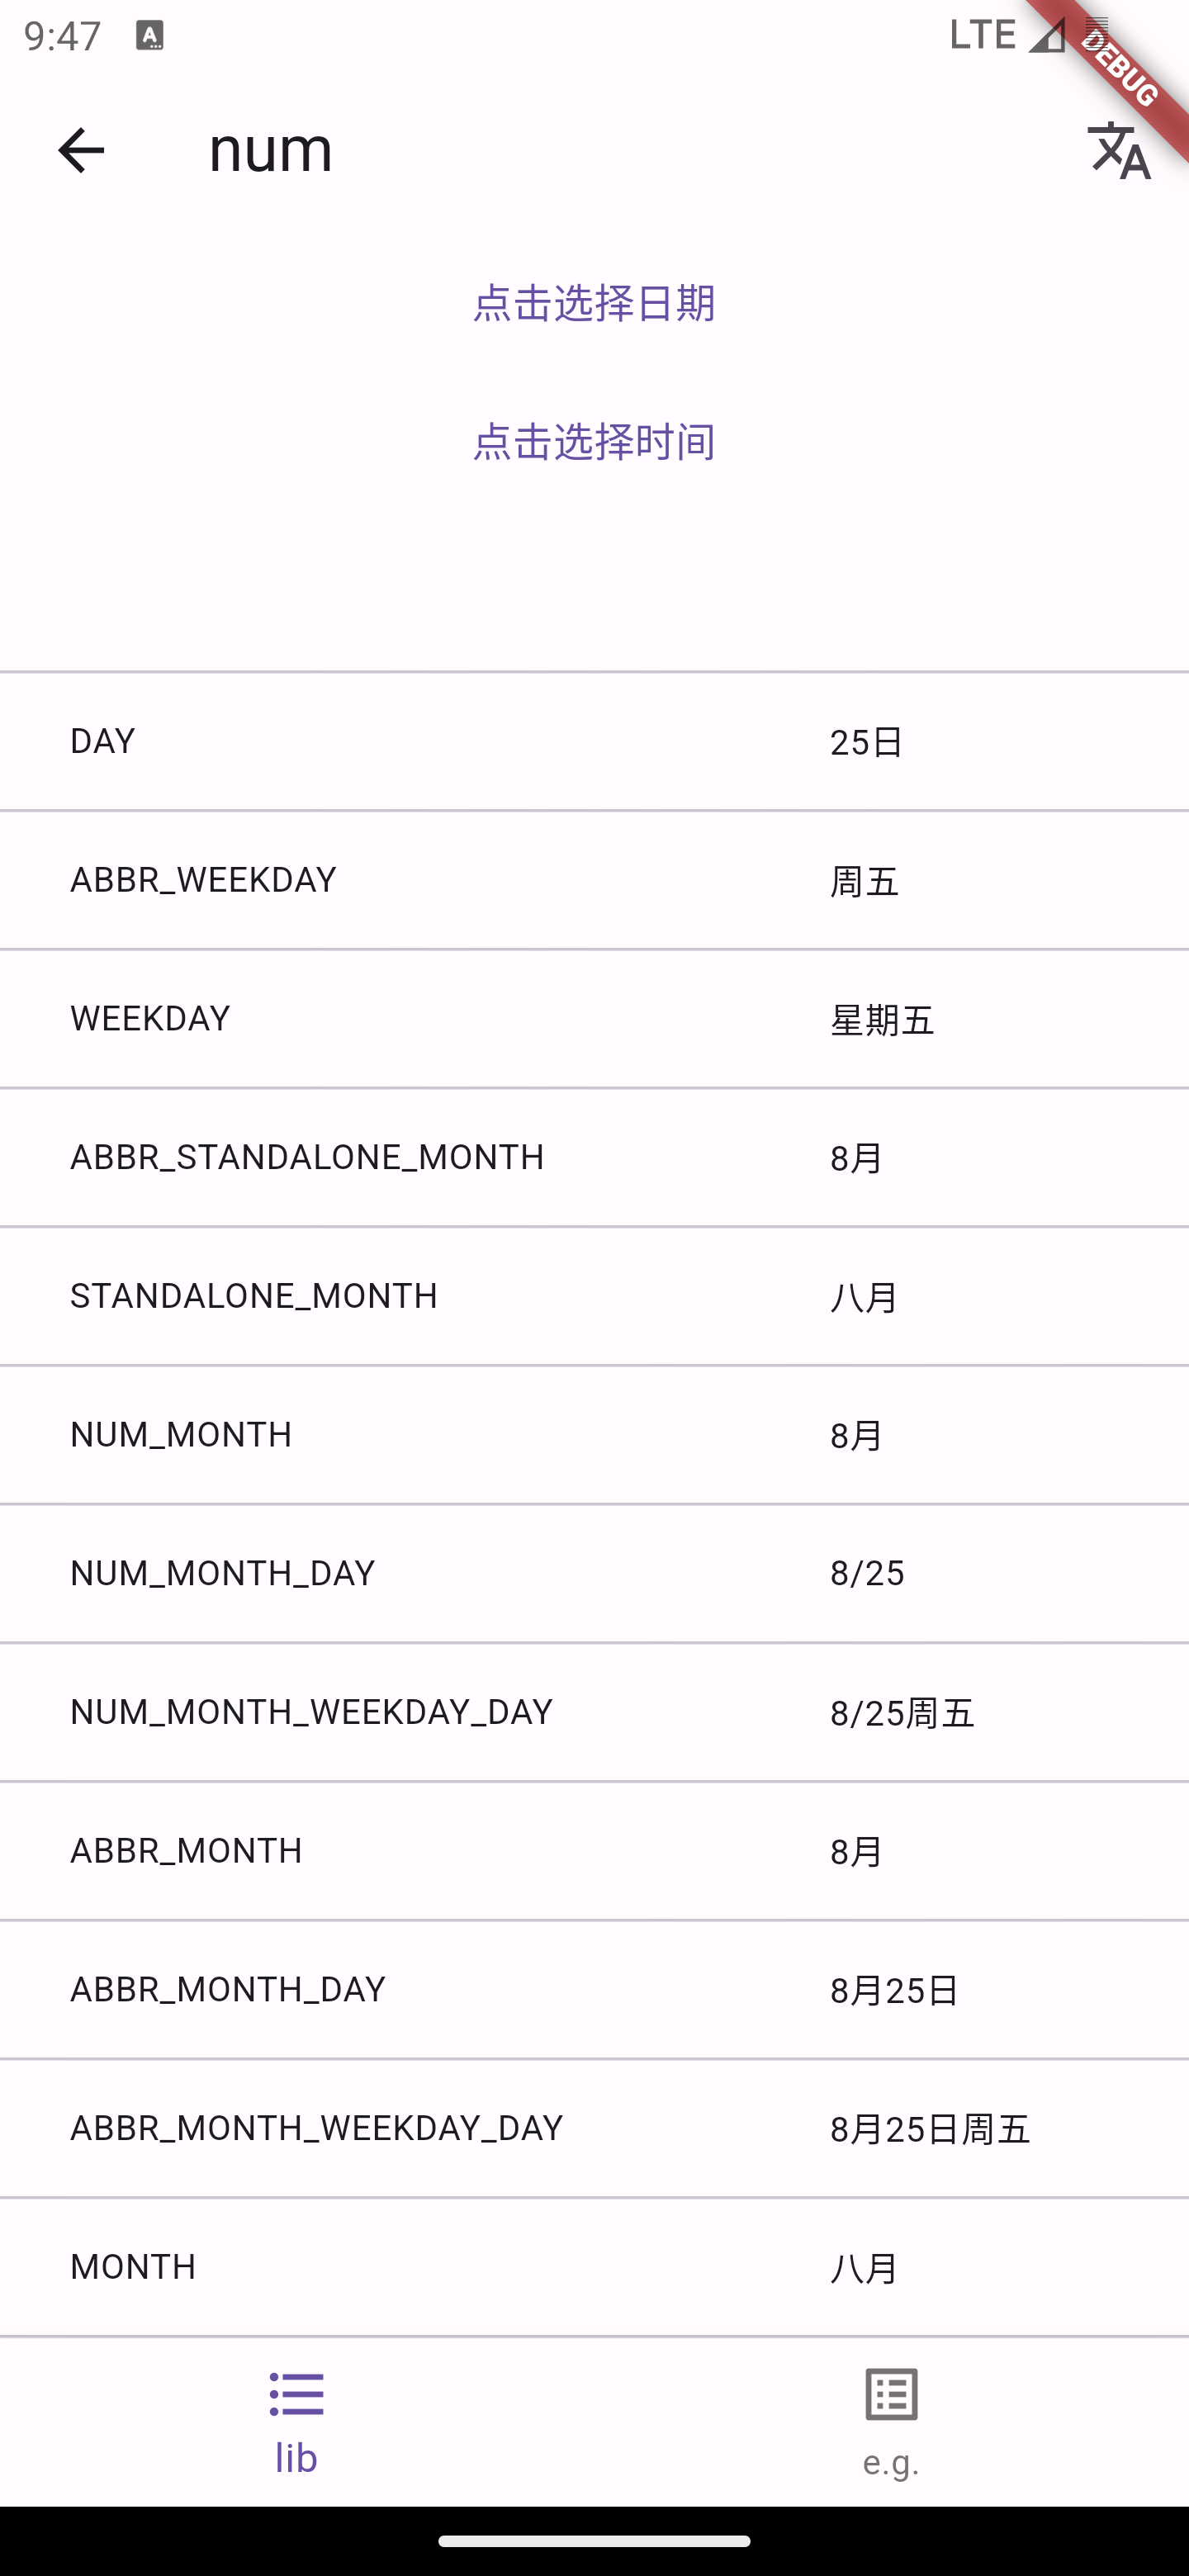 9:47
LTE
DEBUG
num
点击选择日期
点击选择时间
DAY 25日
ABBR_WEEKDAY 周五
WEEKDAY 星期五
ABBR_STANDALONE_MONTH 8月
STANDALONE_MONTH 八月
NUM_MONTH 8月
NUM_MONTH_DAY 8/25
NUM_MONTH_WEEKDAY_DAY 8/25周五
ABBR_MONTH 8月
ABBR_MONTH_DAY 8月25日
ABBR_MONTH_WEEKDAY_DAY 8月25日周五
MONTH 八月
lib
e.g.